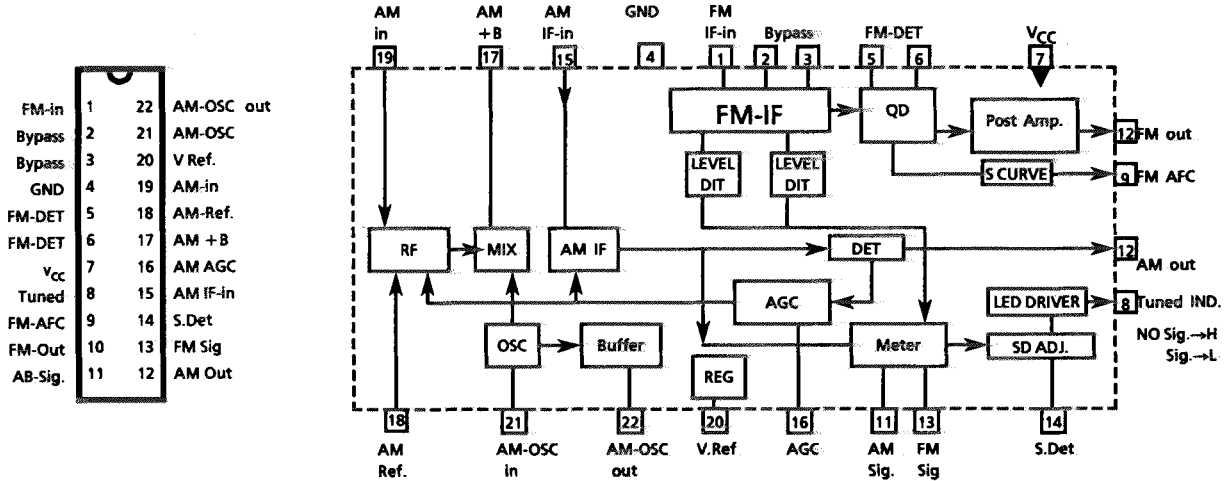 FM-in 1 22 AM-OSC out
Bypass 2 21 AM-OSC
Bypass 3 20 V Ref.
GND 4 19 AM-in
FM-DET 5 18 AM-Ref.
FM-DET 6 17 AM +B
VCC 7 16 AM AGC
Tuned 8 15 AM IF-in
FM-AFC 9 14 S.Det
FM-Out 10 13 FM Sig
AB-Sig. 11 12 AM Out
AM in
AM +B
AM IF-in
GND
FM IF-in
Bypass
FM-DET
VCC
19 17 15 4 1 2 3 5 6 7
FM-IF
QD
Post Amp.
12 FM out
LEVEL DIT
LEVEL DIT
S CURVE
9 FM AFC
RF
MIX
AM IF
DET
12
AM out
AGC
LED DRIVER
8 Tuned IND.
OSC
Buffer
Meter
SD ADJ.
NO Sig.→H
Sig.→L
REG
18 21 22 20 16 11 13 14
AM Ref.
AM-OSC in
AM-OSC out
V.Ref
AGC
AM Sig.
FM Sig
S.Det